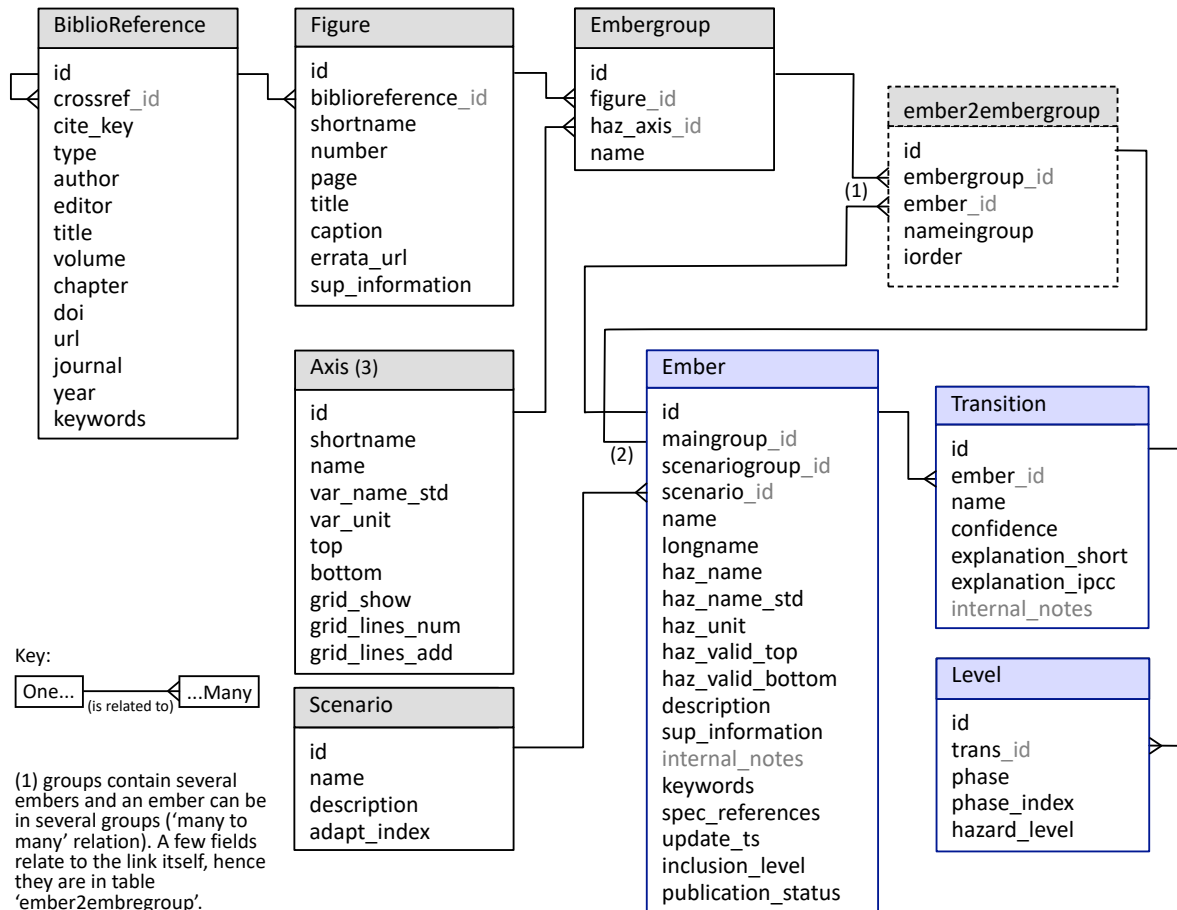 BiblioReference
id
crossref_id
cite_key
type
author
editor
title
volume
chapter
doi
url
journal
year
keywords
Figure
id
biblioreference_id
shortname
number
page
title
caption
errata_url
sup_information
Embergroup
id
figure_id
haz_axis_id
name
ember2embergroup
id
embergroup_id
ember_id
nameingroup
iorder
(1)
Axis (3)
id
shortname
name
var_name_std
var_unit
top
bottom
grid_show
grid_lines_num
grid_lines_add
Scenario
id
name
description
adapt_index
(2)
Ember
id
maingroup_id
scenariogroup_id
scenario_id
name
longname
haz_name
haz_name_std
haz_unit
haz_valid_top
haz_valid_bottom
description
sup_information
internal_notes
keywords
spec_references
update_ts
inclusion_level
publication_status
Transition
id
ember_id
name
confidence
explanation_short
explanation_ipcc
internal_notes
Level
id
trans_id
phase
phase_index
hazard_level
Key:
One... ...Many
(is related to)
(1) groups contain several
embers and an ember can be
in several groups (‘many to
many’ relation). A few fields
relate to the link itself, hence
they are in table
‘ember2embregroup’.